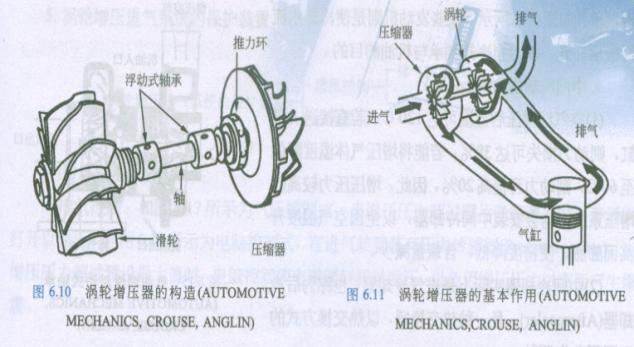 推力环
浮动式轴承
轴
滑轮
压缩器
图 6.10 涡轮增压器的构造(AUTOMOTIVE
MECHANICS, CROUSE, ANGLIN)
涡轮
排气
压缩器
进气
排气
气缸
图 6.11 涡轮增压器的基本作用(AUTOMOTIVE
MECHANICS,CROUSE, ANGLIN)